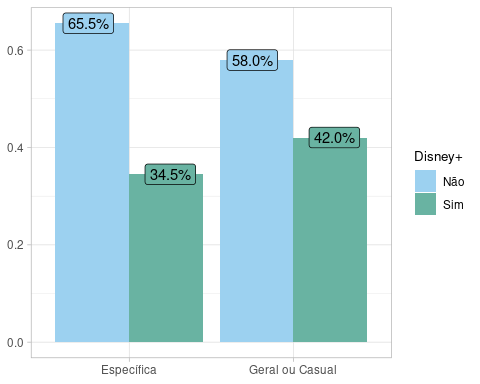 65.5%
58.0%
34.5%
42.0%
0.6
0.4
0.2
0.0
Específica
Geral ou Casual
Disney+
Não
Sim